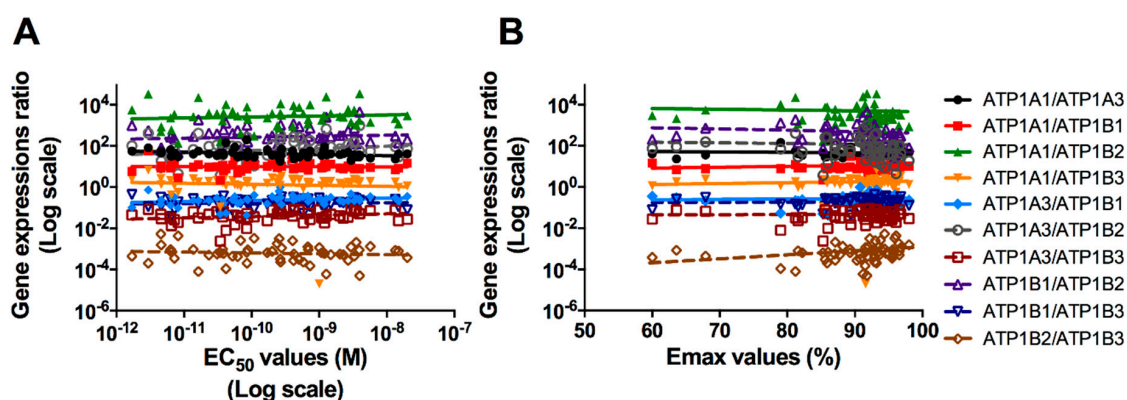 A
B
Gene expressions ratio
(Log scale)
10^4
10^2
10^0
10^-2
10^-4
10^-6
10^-12
10^-11
10^-10
10^-9
10^-8
10^-7
EC50 values (M)
(Log scale)
Gene expressions ratio
(Log scale)
10^4
10^2
10^0
10^-2
10^-4
10^-6
50
60
70
80
90
100
Emax values (%)
ATP1A1/ATP1A3
ATP1A1/ATP1B1
ATP1A1/ATP1B2
ATP1A1/ATP1B3
ATP1A3/ATP1B1
ATP1A3/ATP1B2
ATP1A3/ATP1B3
ATP1B1/ATP1B2
ATP1B1/ATP1B3
ATP1B2/ATP1B3